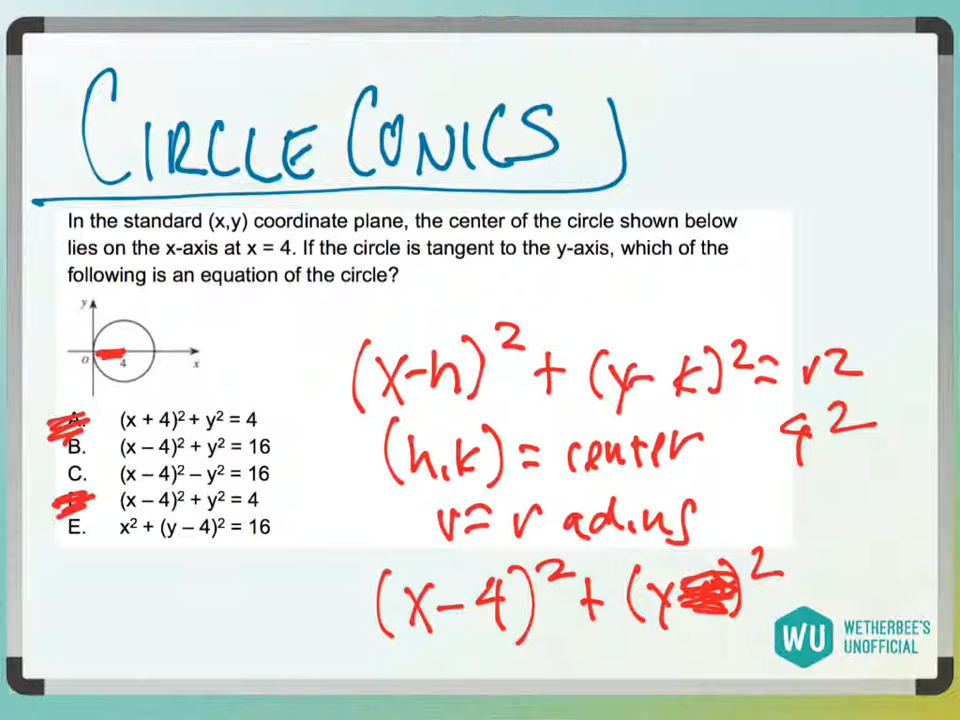 CIRCLE CONICS
In the standard (x,y) coordinate plane, the center of the circle shown below
lies on the x-axis at x = 4. If the circle is tangent to the y-axis, which of the
following is an equation of the circle?
y
0 4 x
(x-h)² + (y-k)² = r2
4²
(h,k) = center
r = radius
A. (x + 4)² + y² = 4
B. (x – 4)² + y² = 16
C. (x – 4)² – y² = 16
(x – 4)² + y² = 4
E. x² + (y – 4)² = 16
(x-4)² + (y )²
WU WETHERBEE'S
UNOFFICIAL